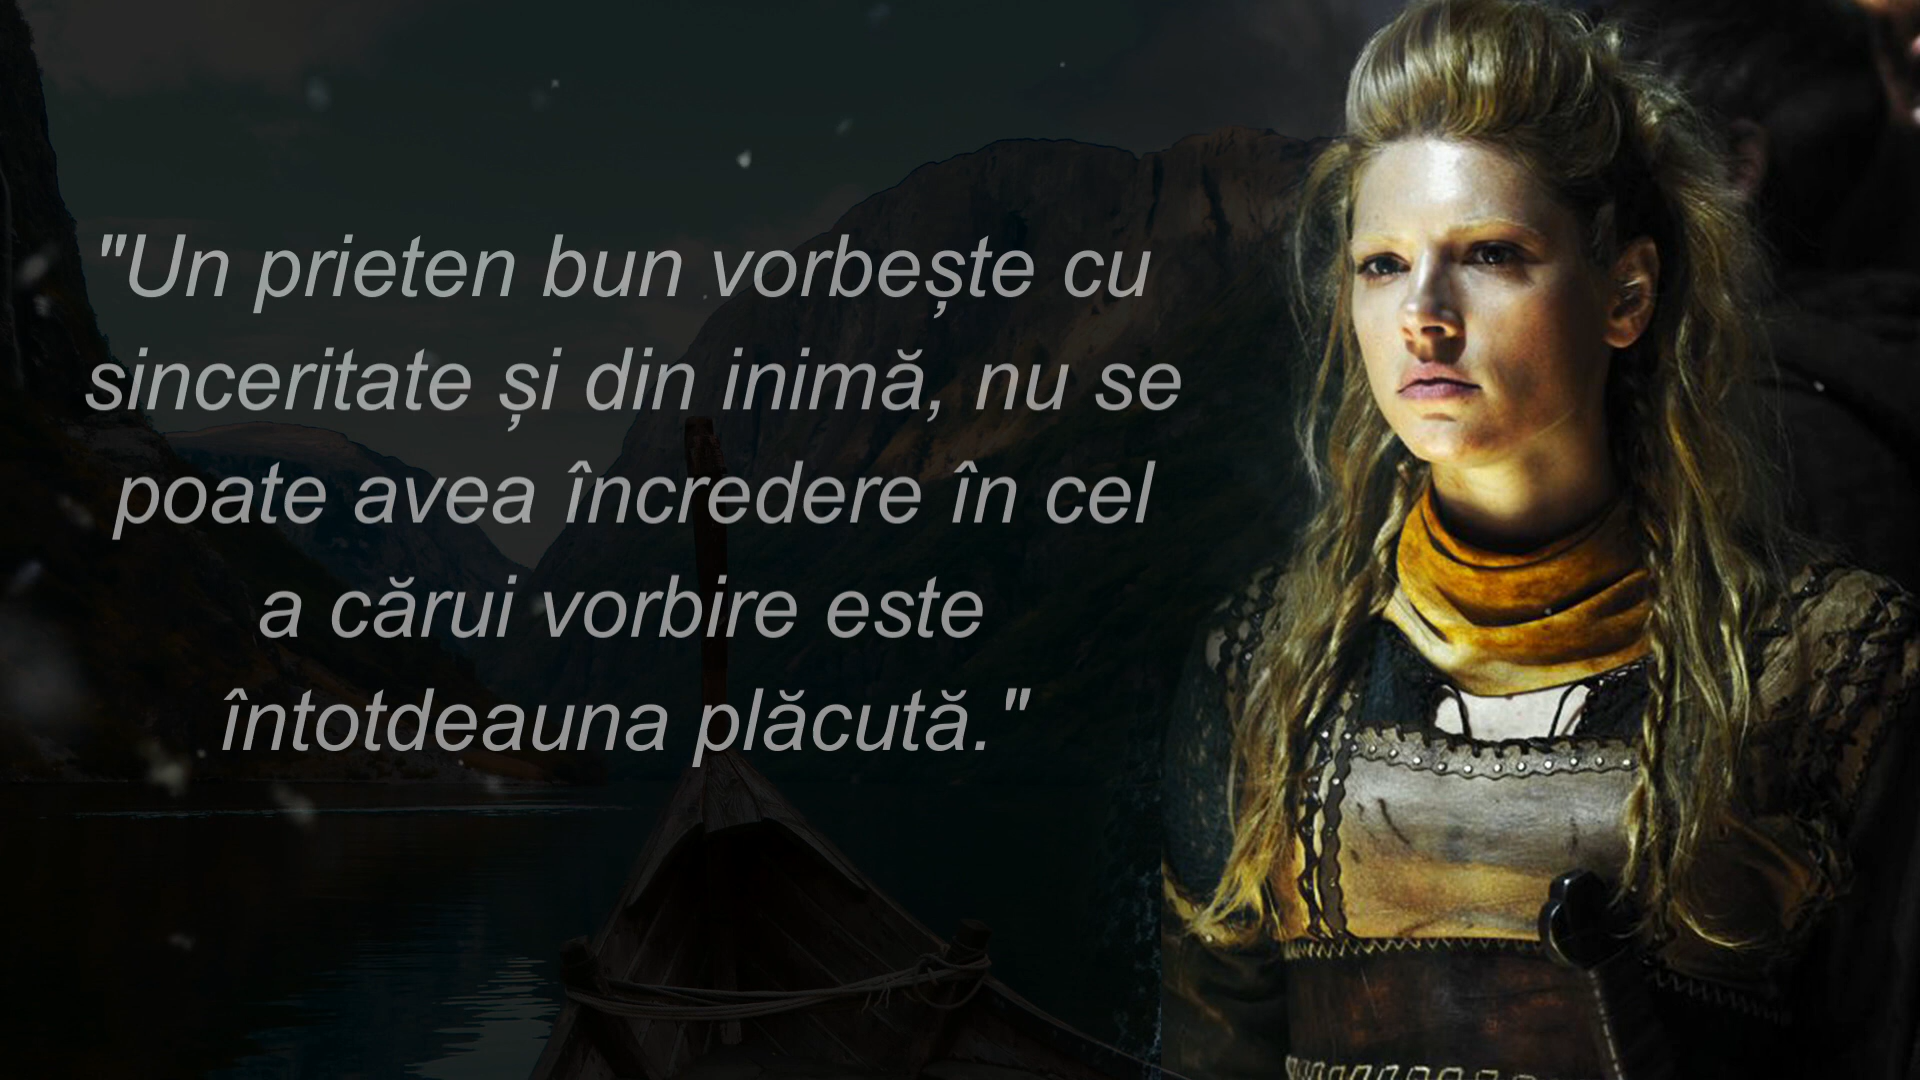 "Un prieten bun vorbește cu
sinceritate și din inimă, nu se
poate avea încredere în cel
a cărui vorbire este
întotdeauna plăcută."